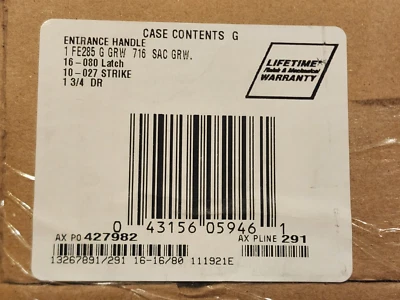 CASE CONTENTS G
ENTRANCE HANDLE
1 FE285 G GRW 716 SAC GRW.
16-080 Latch
10-027 STRIKE
1 3/4 DR
LIFETIME
Finish & Mechanical
WARRANTY
0 43156 05946 1
AX PO 427982
AX PLINE 291
13267891/291 16-16/80 111921E